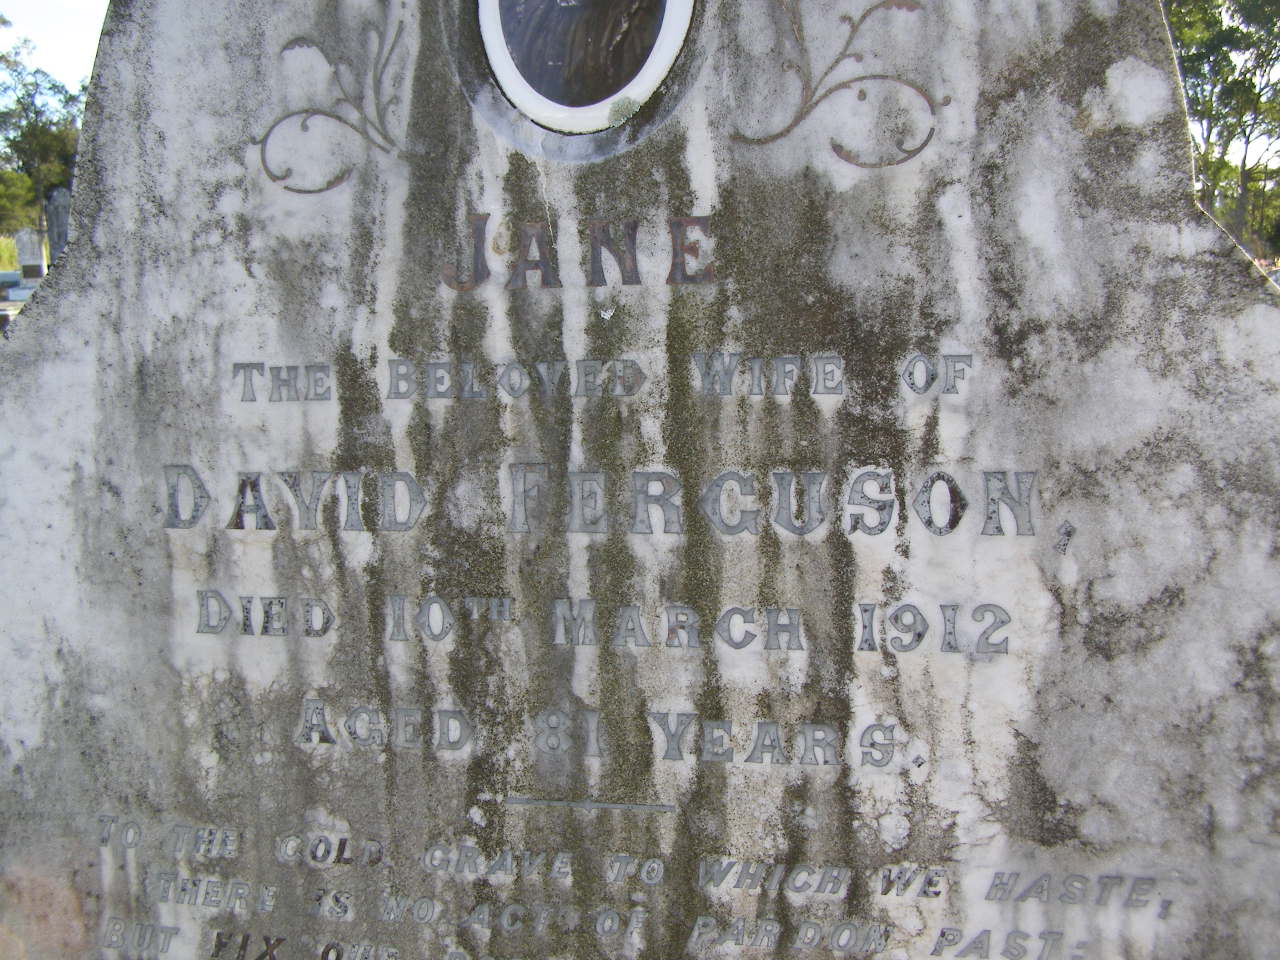 JANE
THE BELOVED WIFE OF
DAVID FERGUSON,
DIED 10TH MARCH 1912
AGED 81 YEARS.
TO THE COLD GRAVE TO WHICH WE HASTE,
THERE IS NO ACT OF PARDON PAST:
BUT FIX OUR